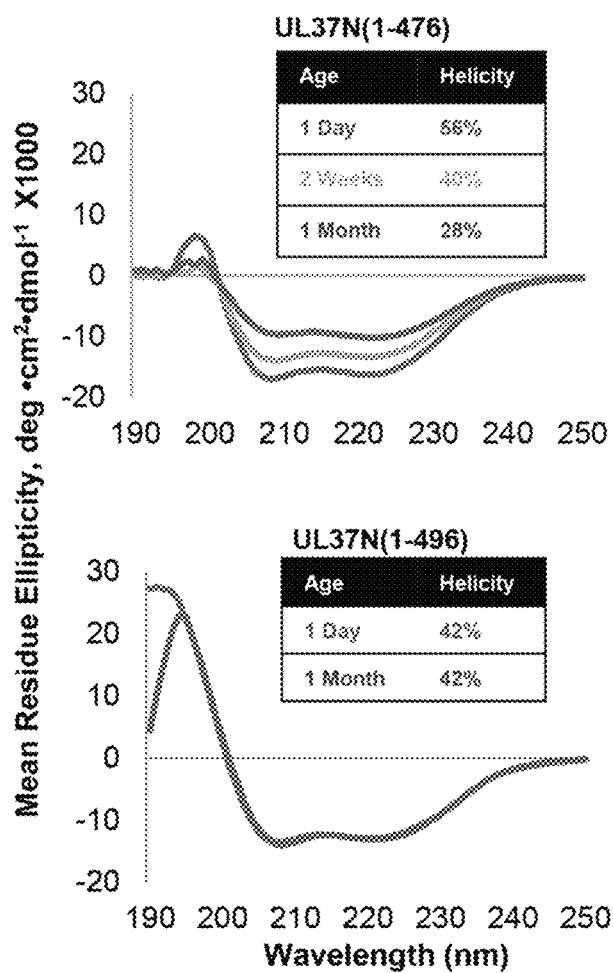 UL37N(1-476)
Age Helicity
1 Day 56%
2 Weeks 40%
1 Month 28%
30
20
10
0
-10
-20
190 200 210 220 230 240 250
Mean Residue Ellipticity, deg •cm²•dmol⁻¹ X1000
UL37N(1-496)
Age Helicity
1 Day 42%
1 Month 42%
30
20
10
0
-10
-20
190 200 210 220 230 240 250
Wavelength (nm)